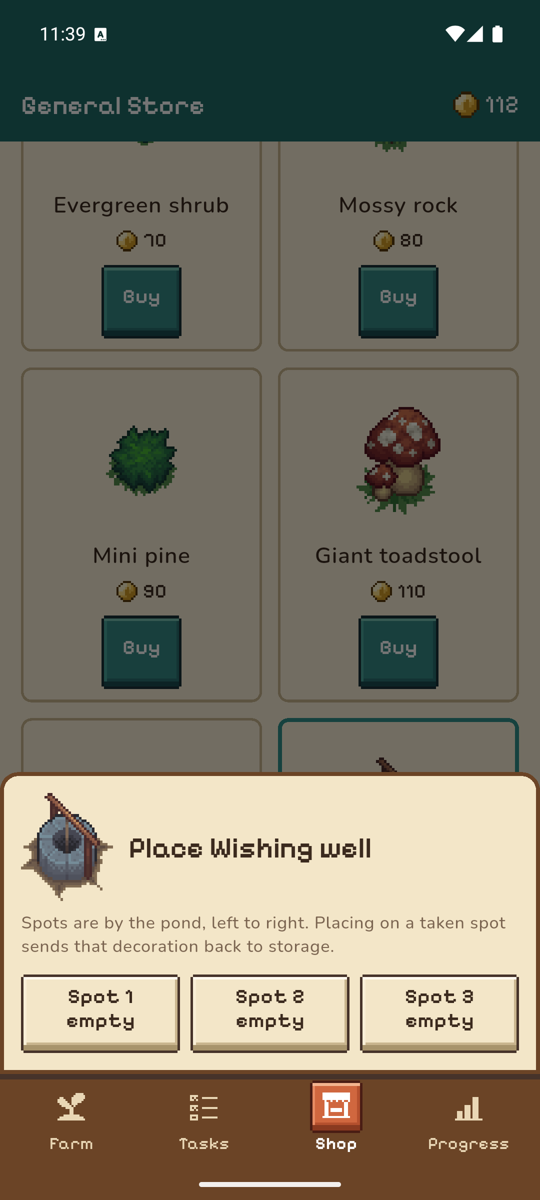 11:39 A
General Store
112
Evergreen shrub
Mossy rock
70
80
Buy
Buy
Mini pine
Giant toadstool
90
110
Buy
Buy
Place Wishing well
Spots are by the pond, left to right. Placing on a taken spot
sends that decoration back to storage.
Spot 1
empty
Spot 2
empty
Spot 3
empty
Farm
Tasks
Shop
Progress